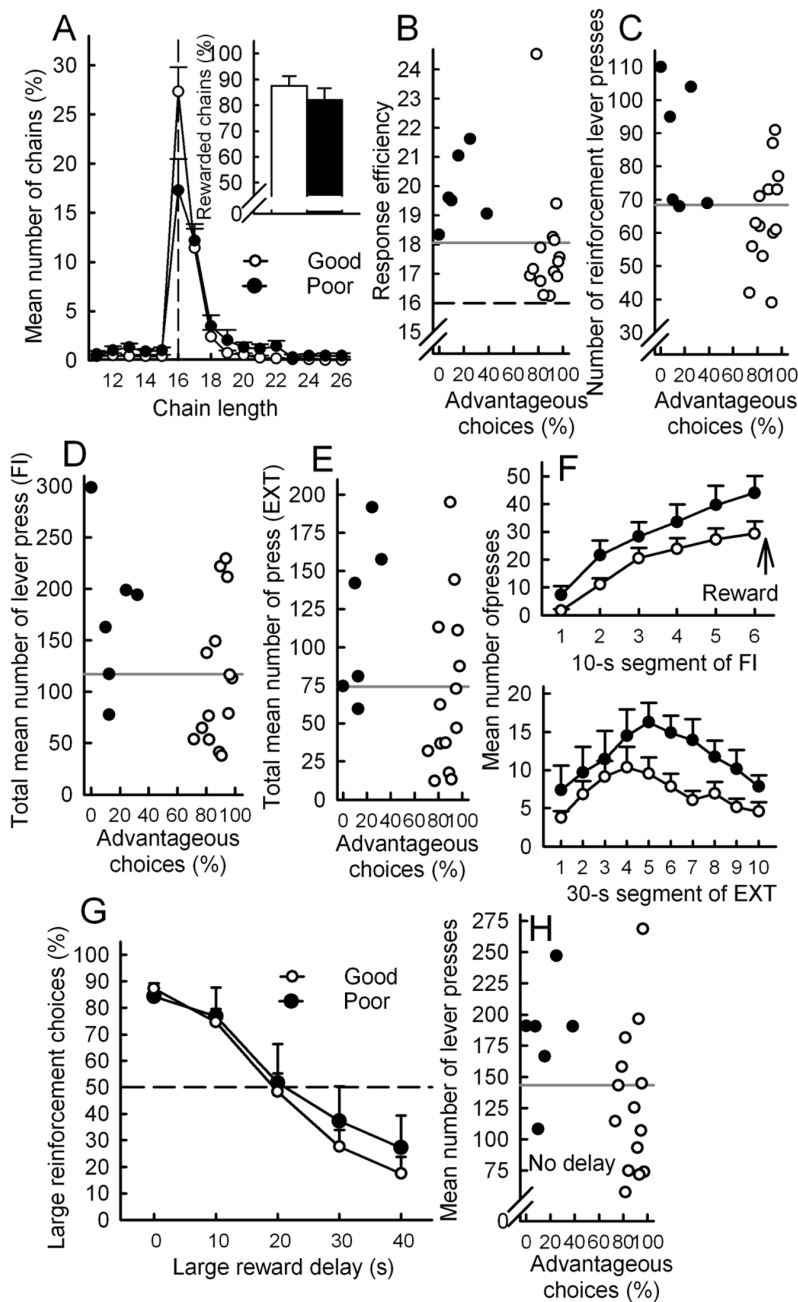 A
Mean number of chains (%)
30
25
20
15
10
5
0
12 14 16 18 20 22 24 26
Chain length
Rewarded chains (%)
100
90
80
70
60
50
0
Good
Poor
B
Response efficiency
24
23
22
21
20
19
18
17
16
15
0 20 40 60 80 100
Advantageous
choices (%)
C
Number of reinforcement lever presses
110
100
90
80
70
60
50
40
30
0 20 40 60 80 100
Advantageous
choices (%)
D
Total mean number of lever press (FI)
300
250
200
150
100
50
0
0 20 40 60 80 100
Advantageous
choices (%)
E
Total mean number of press (EXT)
200
175
150
125
100
75
50
25
0
0 20 40 60 80 100
Advantageous
choices (%)
F
Mean number ofpresses
50
40
30
20
10
0
Reward
1 2 3 4 5 6
10-s segment of FI
20
15
10
5
0
1 2 3 4 5 6 7 8 9 10
30-s segment of EXT
G
Large reinforcement choices (%)
100
90
80
70
60
50
40
30
20
10
0
Good
Poor
0 10 20 30 40
Large reward delay (s)
H
Mean number of lever presses
275
250
225
200
175
150
125
100
75
0
No delay
0 20 40 60 80 100
Advantageous
choices (%)